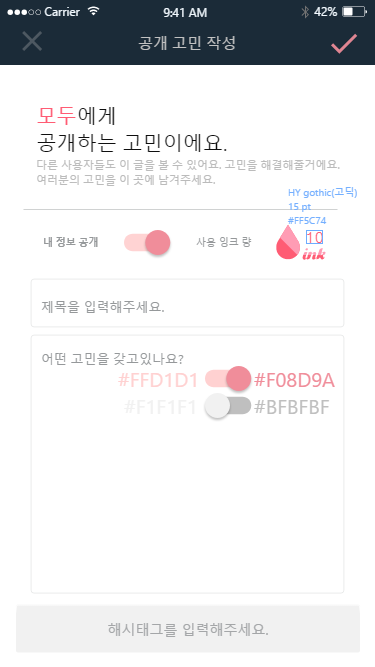 Carrier
9:41 AM
42%
공개 고민 작성
모두에게
공개하는 고민이에요.
다른 사용자들도 이 글을 볼 수 있어요. 고민을 해결해줄거에요.
여러분의 고민을 이 곳에 남겨주세요.
HY gothic(고딕)
15 pt
#FF5C74
내 정보 공개
사용 잉크 량
10
ink
제목을 입력해주세요.
어떤 고민을 갖고있나요?
#FFD1D1 #F08D9A
#F1F1F1 #BFBFBF
해시태그를 입력해주세요.